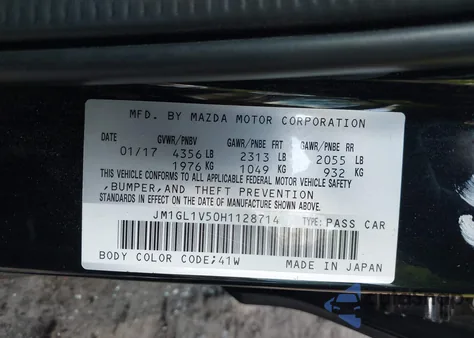 MFD. BY MAZDA MOTOR CORPORATION
DATE GVWR/PNBV GAWR/PNBE FRT GAWR/PNBE RR
01/17 4356 LB 2313 LB 2055 LB
1976 KG 1049 KG 932 KG
THIS VEHICLE CONFORMS TO ALL APPLICABLE FEDERAL MOTOR VEHICLE SAFETY,
,BUMPER,AND THEFT PREVENTION
STANDARDS IN EFFECT ON THE DATE OF MANUFACTURE SHOWN ABOVE.
JM1GL1V50H1128714 TYPE:PASS CAR
BODY COLOR CODE;41W MADE IN JAPAN